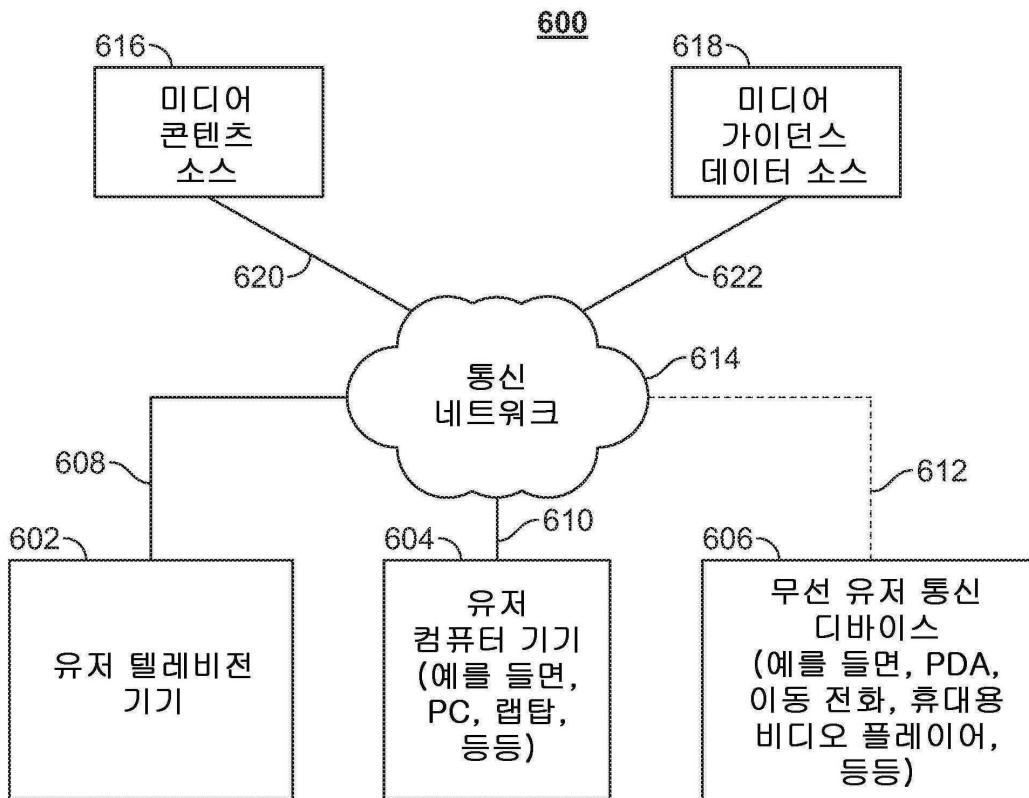 600
616
618
미디어
콘텐츠
소스
미디어
가이던스
데이터 소스
620
622
통신
네트워크
614
608
612
610
602
604
606
유저 텔레비전
기기
유저
컴퓨터 기기
(예를 들면,
PC, 랩탑,
등등)
무선 유저 통신
디바이스
(예를 들면, PDA,
이동 전화, 휴대용
비디오 플레이어,
등등)